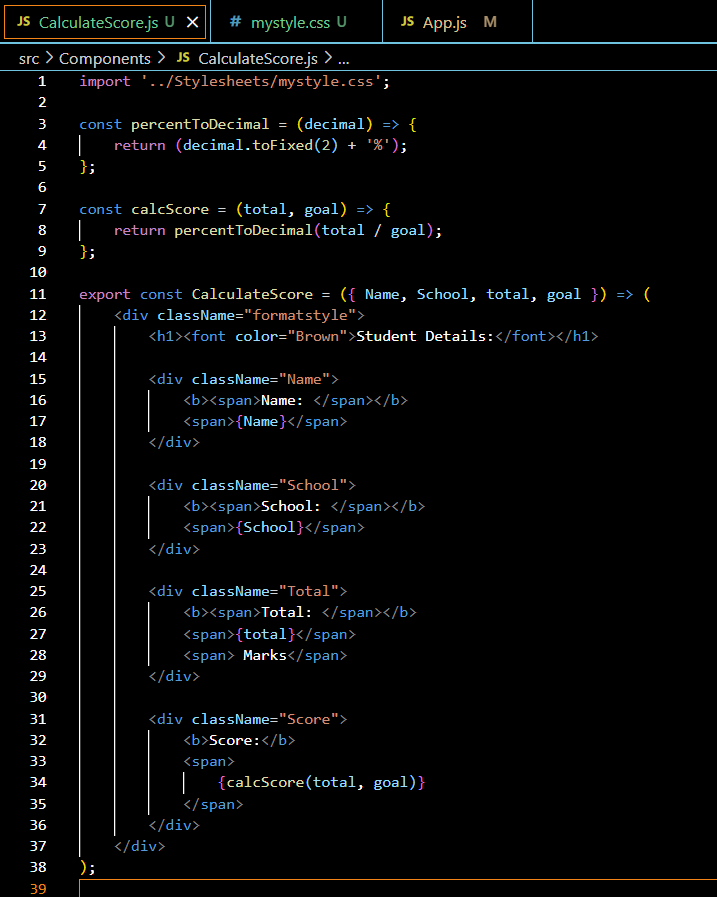 JS CalculateScore.js U ✕ # mystyle.css U JS App.js M
src > Components > JS CalculateScore.js > ...
1 import '../Stylesheets/mystyle.css';
2
3 const percentToDecimal = (decimal) => {
4     return (decimal.toFixed(2) + '%');
5 };
6
7 const calcScore = (total, goal) => {
8     return percentToDecimal(total / goal);
9 };
10
11 export const CalculateScore = ({ Name, School, total, goal }) => (
12     <div className="formatstyle">
13         <h1><font color="Brown">Student Details:</font></h1>
14
15         <div className="Name">
16             <b><span>Name: </span></b>
17             <span>{Name}</span>
18         </div>
19
20         <div className="School">
21             <b><span>School: </span></b>
22             <span>{School}</span>
23         </div>
24
25         <div className="Total">
26             <b><span>Total: </span></b>
27             <span>{total}</span>
28             <span> Marks</span>
29         </div>
30
31         <div className="Score">
32             <b>Score:</b>
33             <span>
34                 {calcScore(total, goal)}
35             </span>
36         </div>
37     </div>
38 );
39